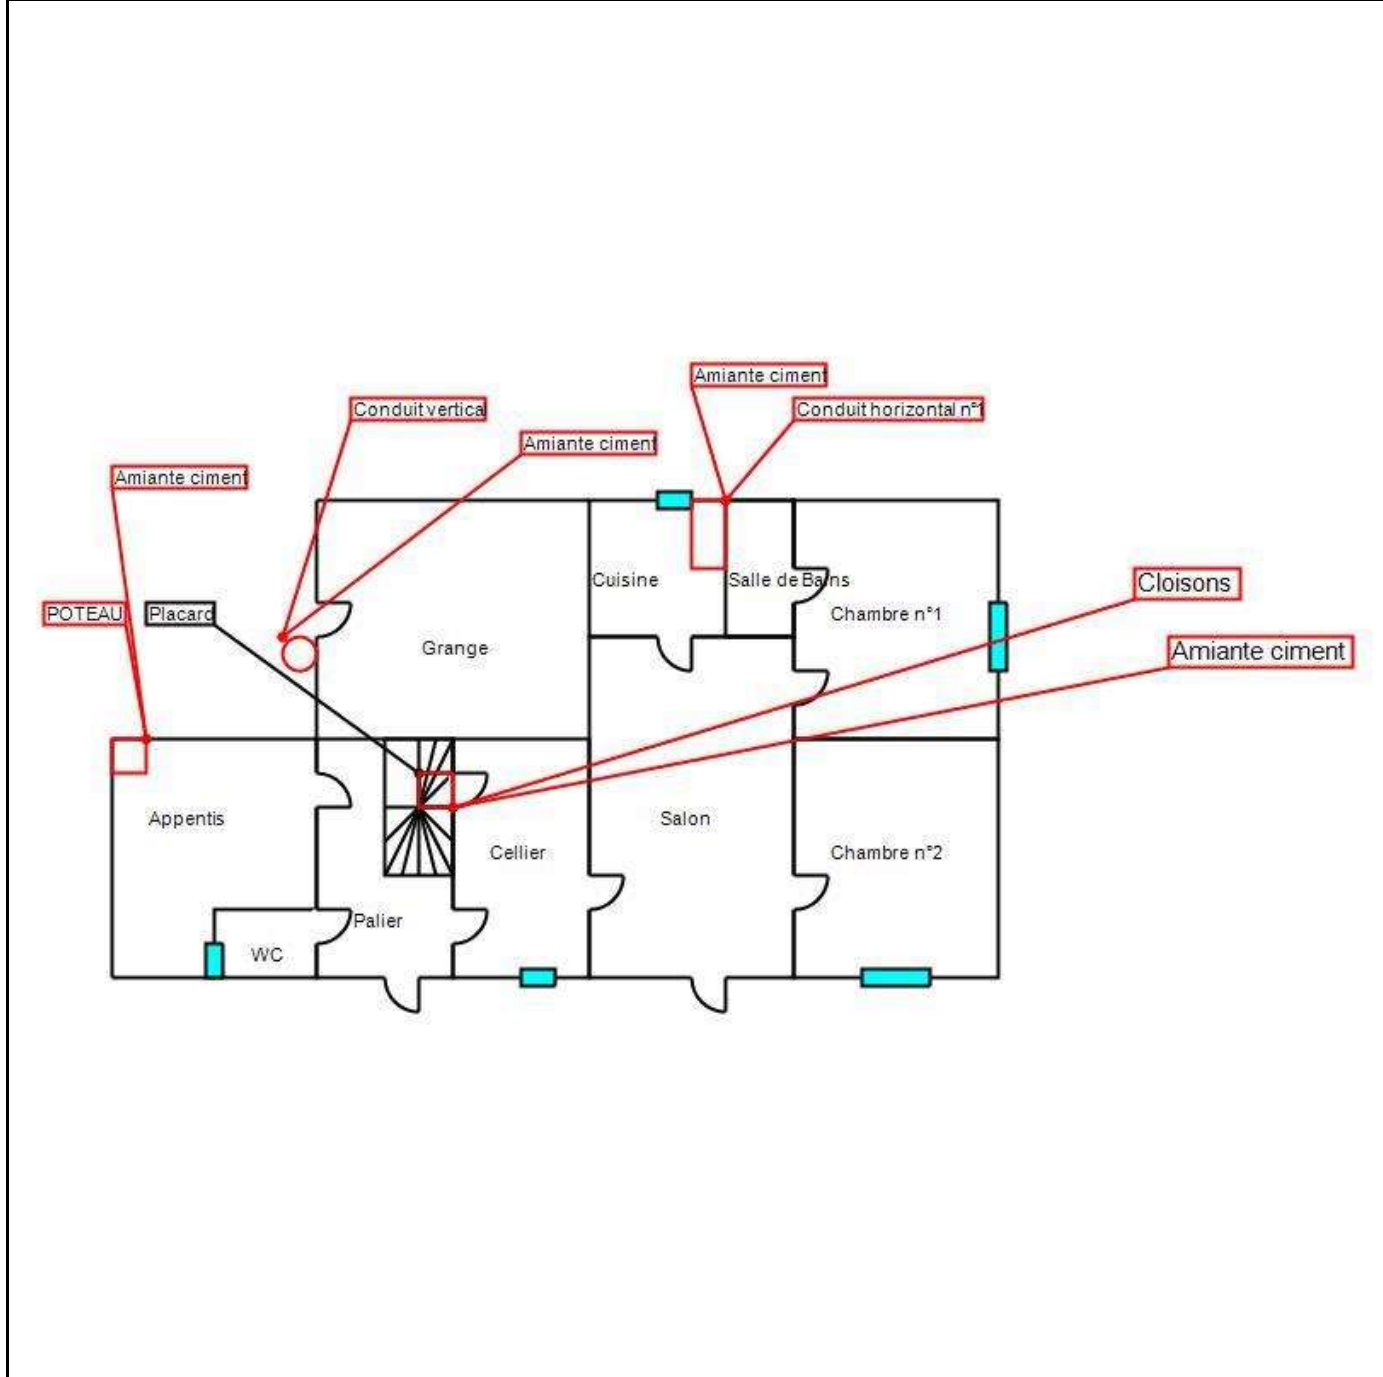 Amiante ciment
Conduit vertica
Conduit horizontal n°1
Amiante ciment
Amiante ciment
Cuisine
Salle de Bains
Cloisons
POTEAU
Placard
Chambre n°1
Grange
Amiante ciment
Appentis
Salon
Cellier
Chambre n°2
Palier
WC